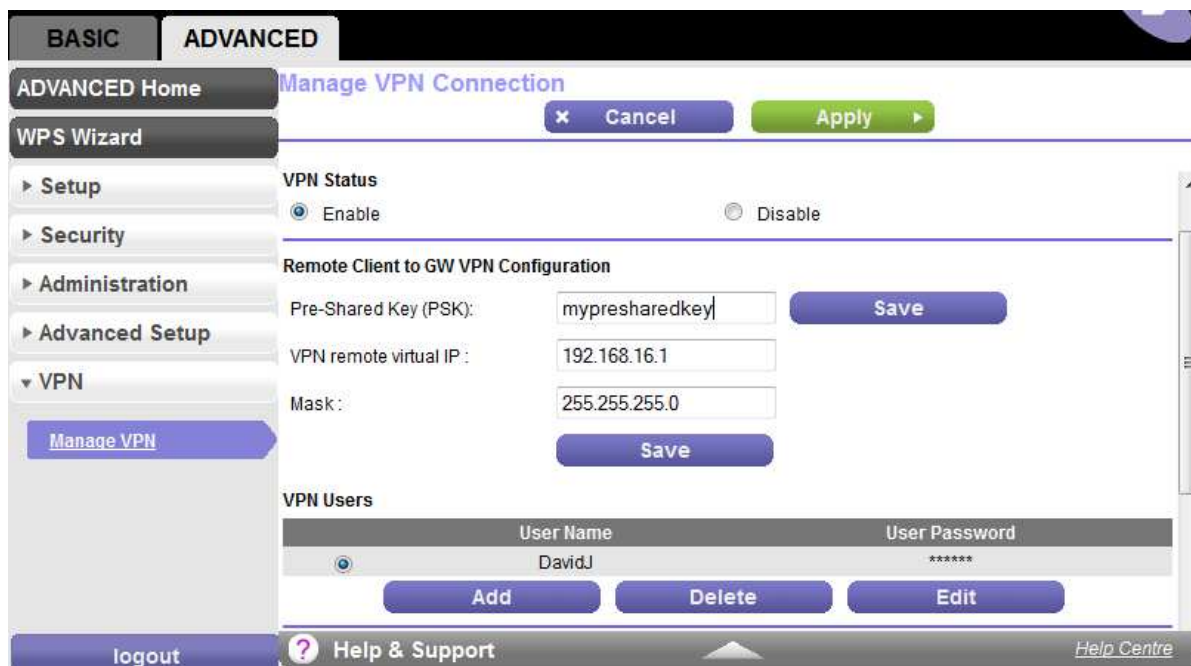 BASIC ADVANCED
ADVANCED Home
WPS Wizard
Setup
Security
Administration
Advanced Setup
VPN
Manage VPN
logout
Manage VPN Connection
Cancel Apply
VPN Status
Enable Disable
Remote Client to GW VPN Configuration
Pre-Shared Key (PSK): mypresharedkey Save
VPN remote virtual IP : 192.168.16.1
Mask : 255.255.255.0
Save
VPN Users
User Name User Password
DavidJ ******
Add Delete Edit
? Help & Support Help Centre